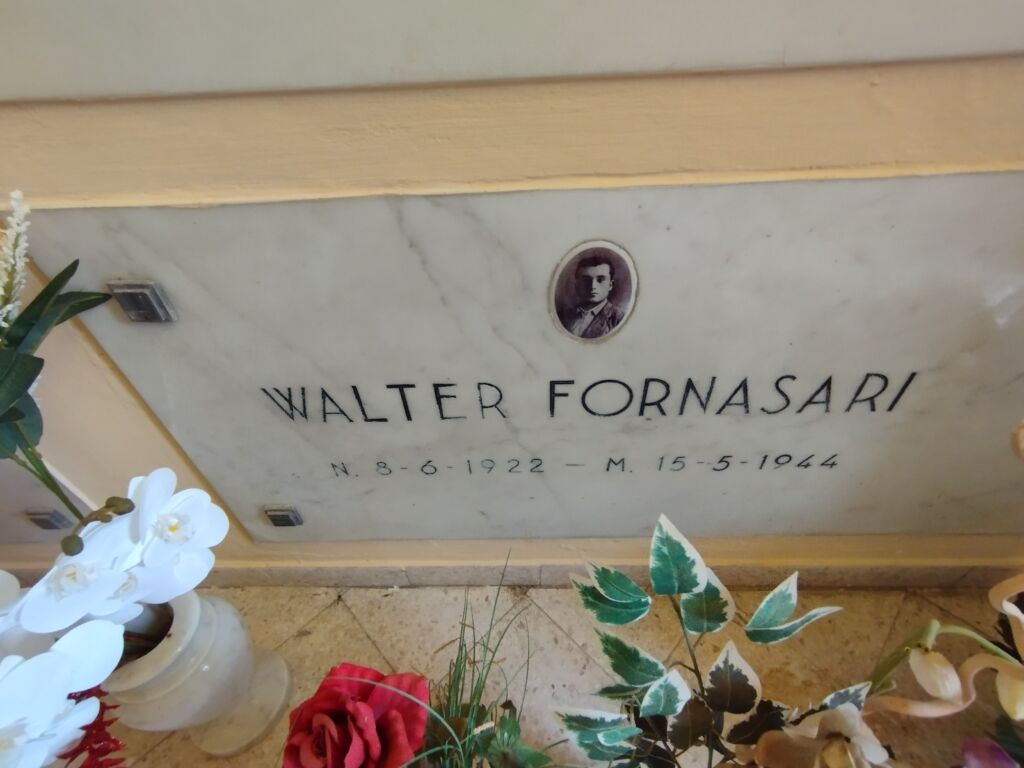 WALTER FORNASARI
N. 8-6-1922 – M. 15-5-1944